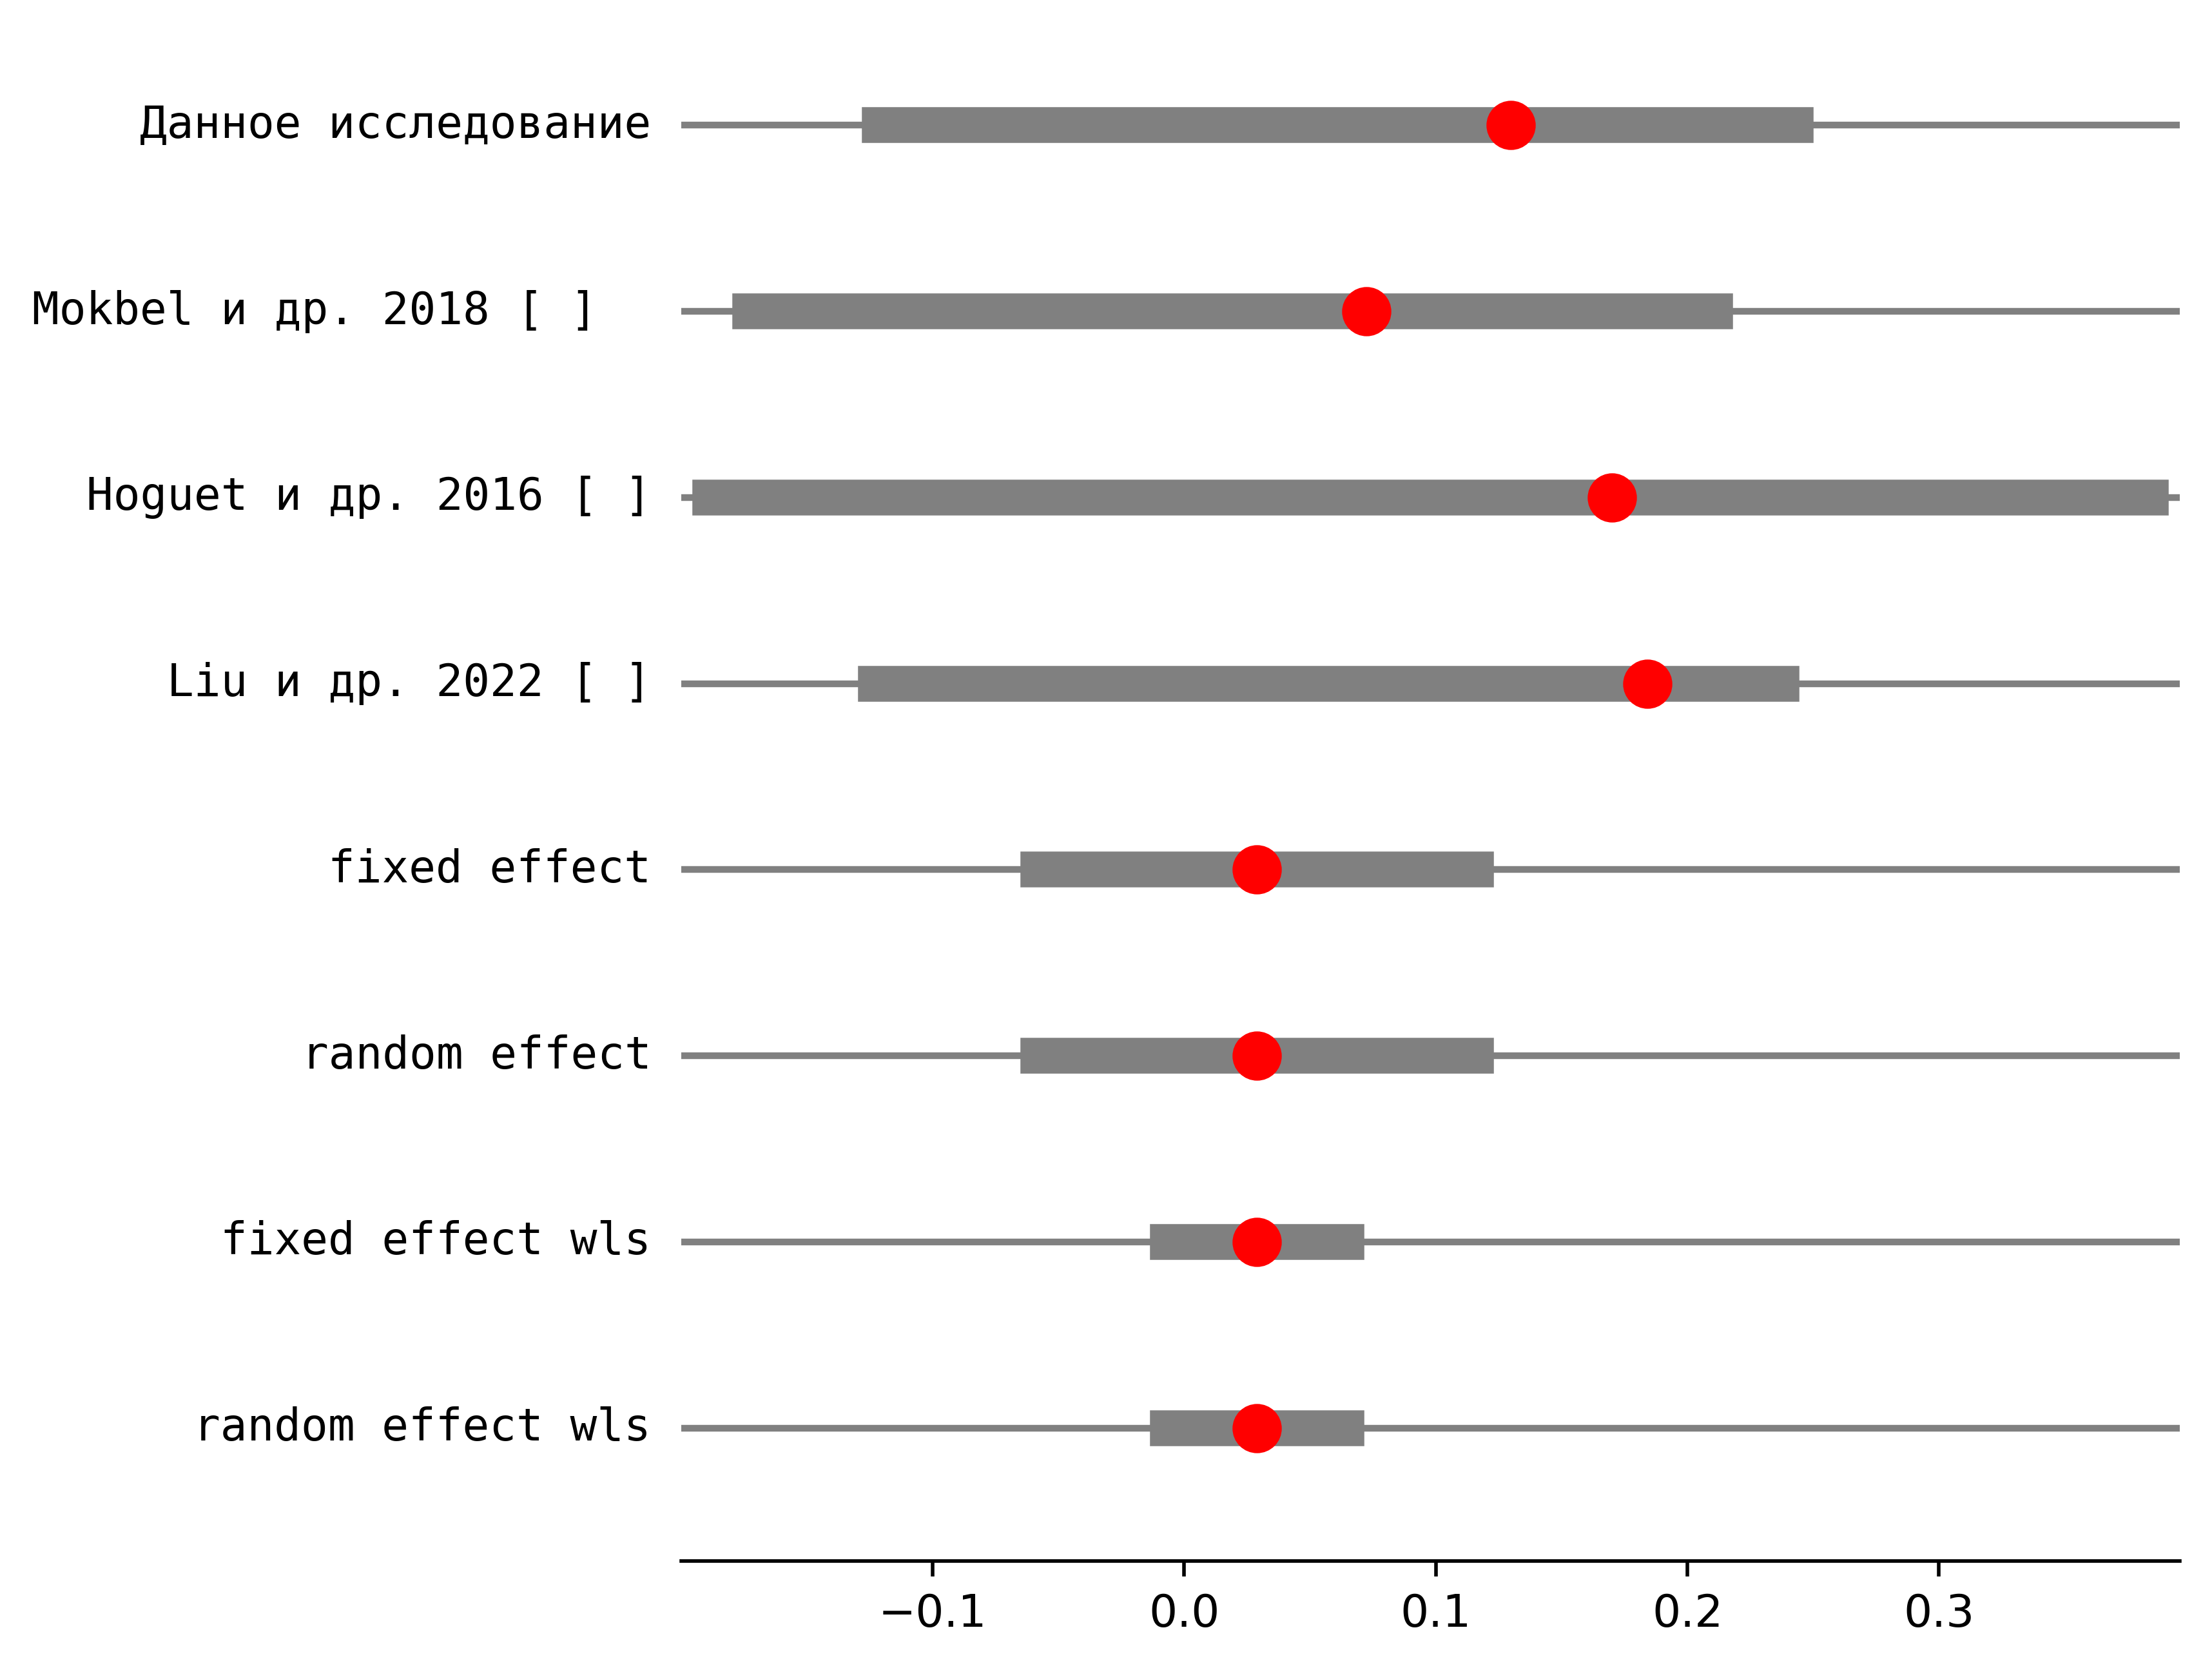 Данное исследование
Mokbel и др. 2018 [ ]
Hoguet и др. 2016 [ ]
Liu и др. 2022 [ ]
fixed effect
random effect
fixed effect wls
random effect wls
−0.1 0.0 0.1 0.2 0.3